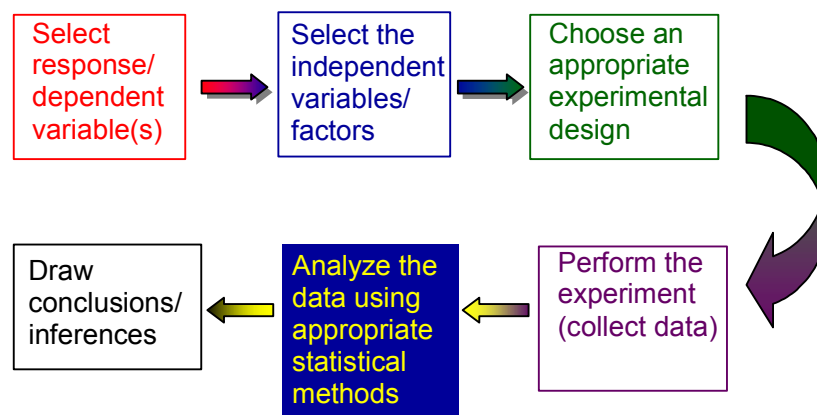 Select
response/
dependent
variable(s)
Select the
independent
variables/
factors
Choose an
appropriate
experimental
design
Perform the
experiment
(collect data)
Analyze the
data using
appropriate
statistical
methods
Draw
conclusions/
inferences